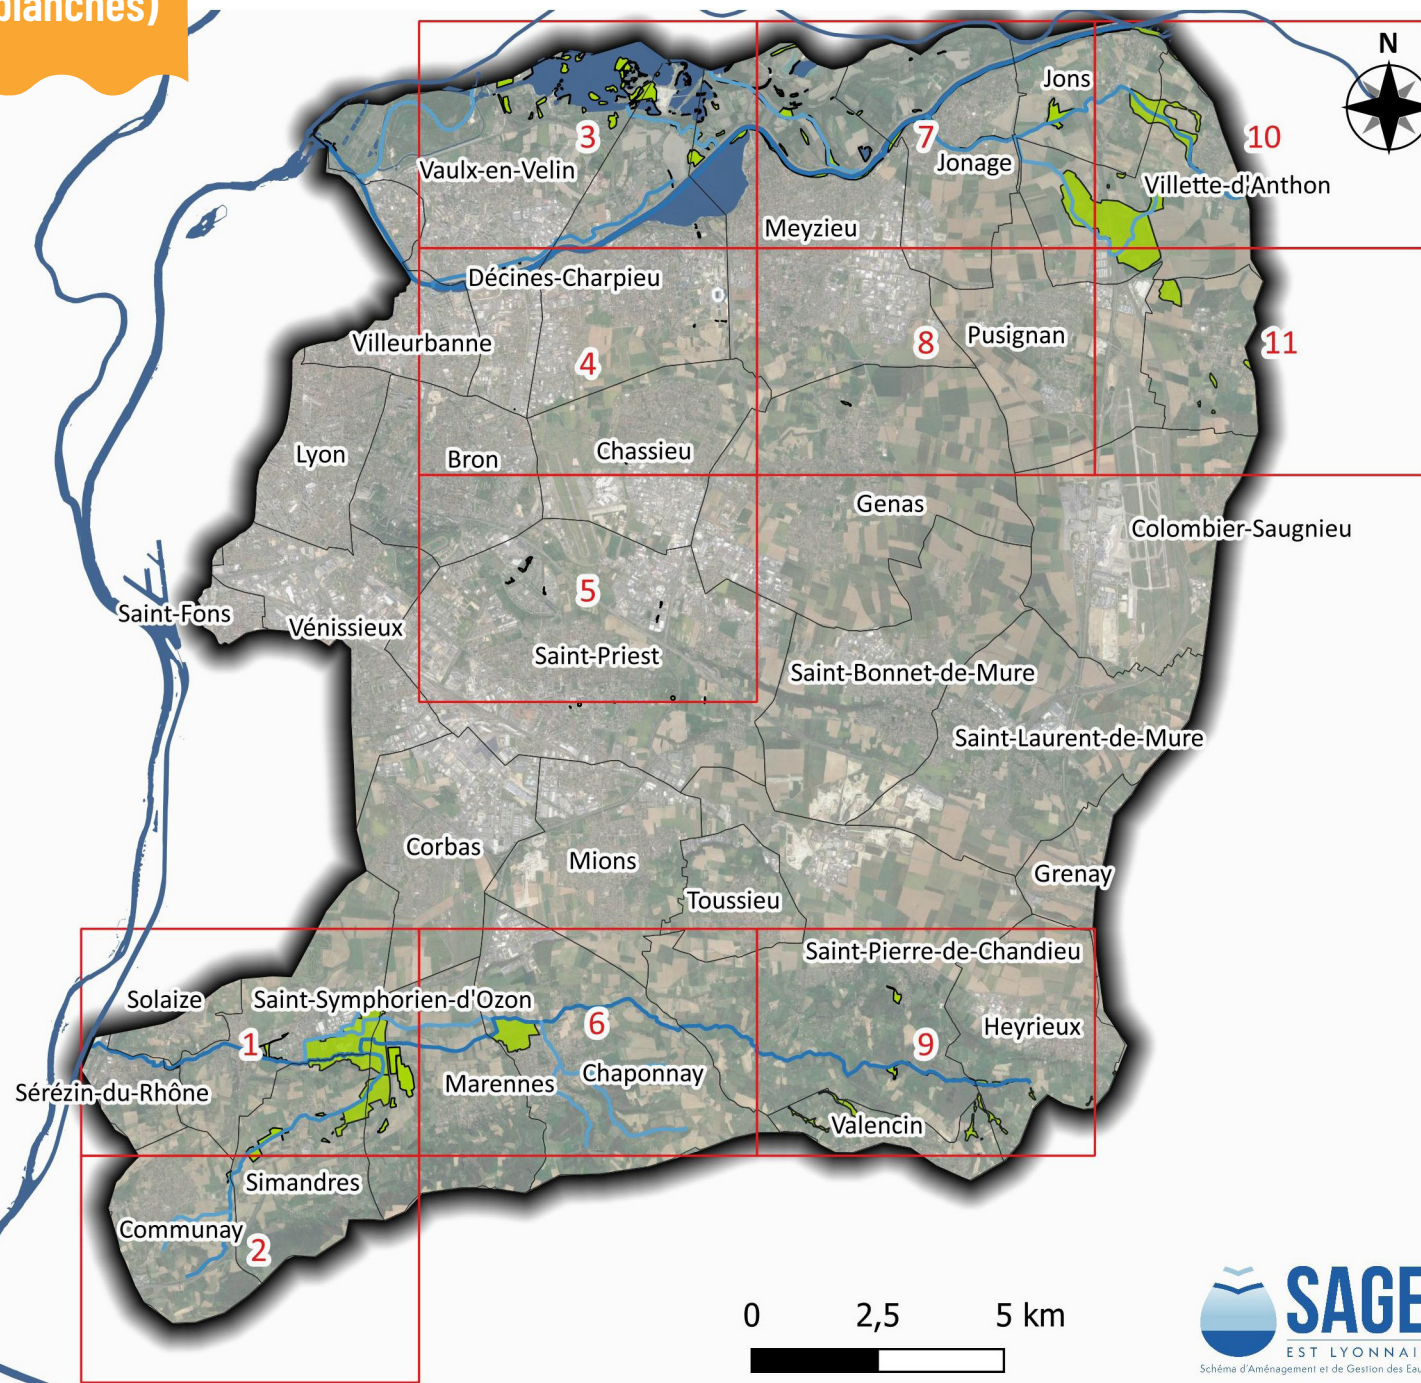 planches)
N
Jons
3
7
10
Vaulx-en-Velin
Jonage
Villette-d'Anthon
Meyzieu
Décines-Charpieu
Villeurbanne
4
8
Pusignan
11
Lyon
Bron
Chassieu
Genas
Colombier-Saugnieu
5
Saint-Fons
Vénissieux
Saint-Priest
Saint-Bonnet-de-Mure
Saint-Laurent-de-Mure
Corbas
Mions
Grenay
Toussieu
Saint-Pierre-de-Chandieu
Solaize
Saint-Symphorien-d'Ozon
1
6
9
Heyrieux
Sérézin-du-Rhône
Marennes
Chaponnay
Valencin
Simandres
Communay
2
0 2,5 5 km
SAGE
EST LYONNAI
Schéma d'Aménagement et de Gestion des Eau